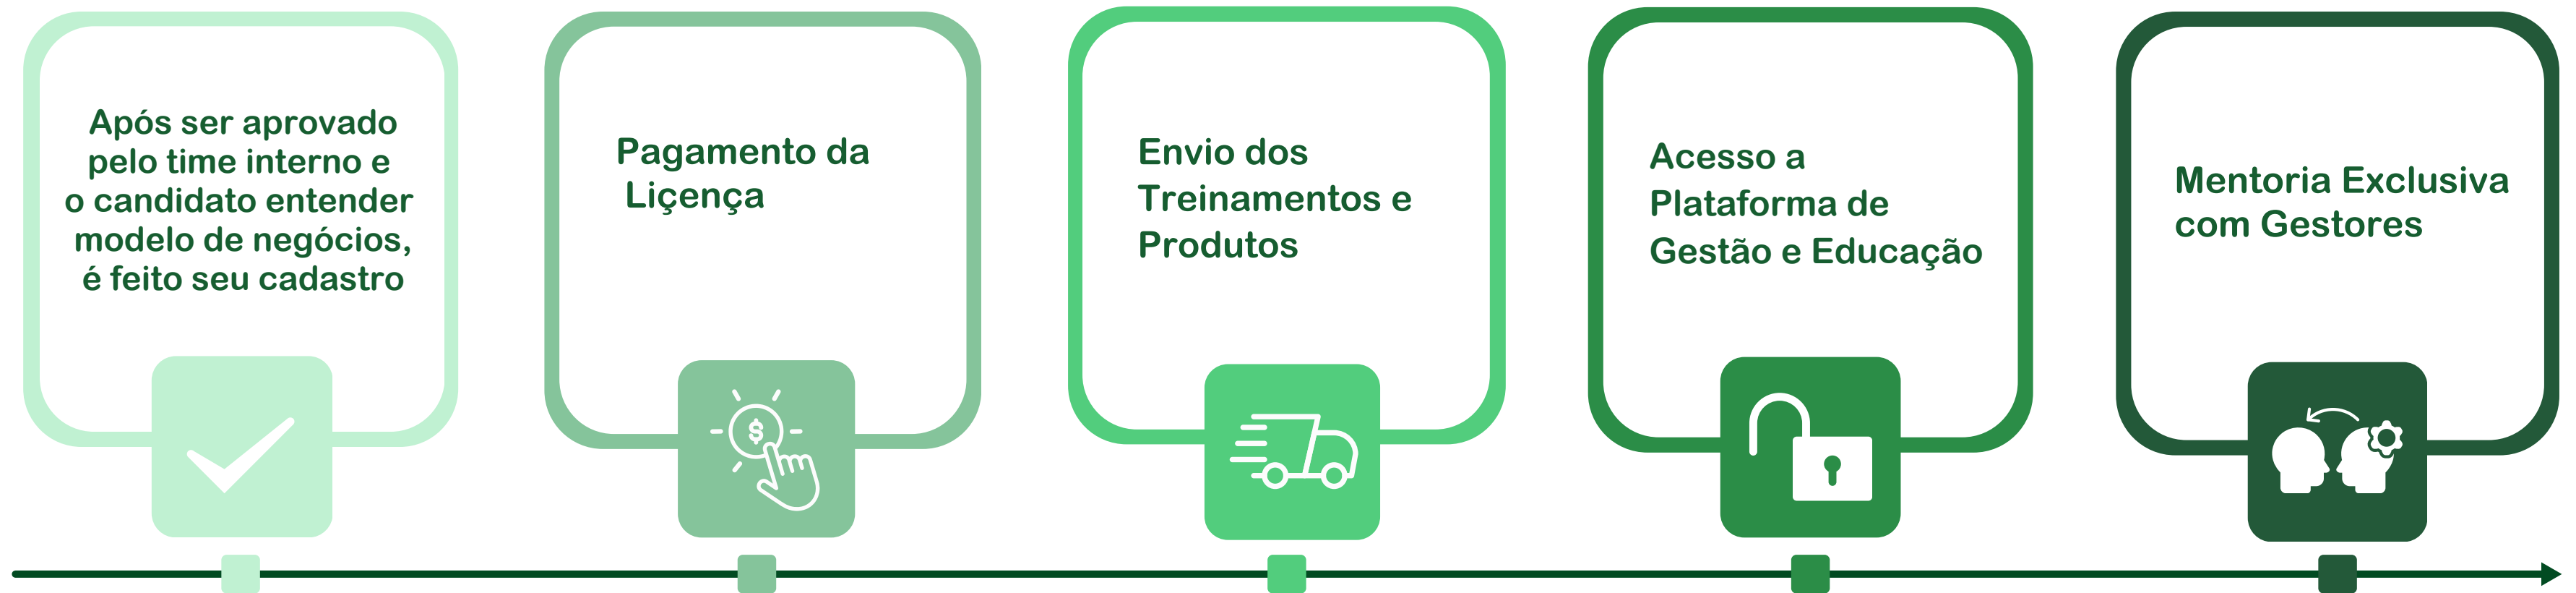 Após ser aprovado
pelo time interno e
o candidato entender
modelo de negócios,
é feito seu cadastro
Pagamento da
Liçença
Envio dos
Treinamentos e
Produtos
Acesso a
Plataforma de
Gestão e Educação
Mentoria Exclusiva
com Gestores
$